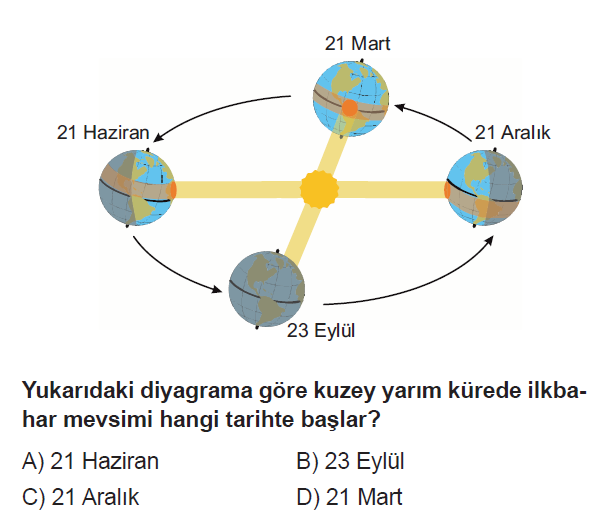 21 Mart
21 Haziran
21 Aralık
23 Eylül
Yukarıdaki diyagrama göre kuzey yarım kürede ilkba-
har mevsimi hangi tarihte başlar?
A) 21 Haziran
B) 23 Eylül
C) 21 Aralık
D) 21 Mart